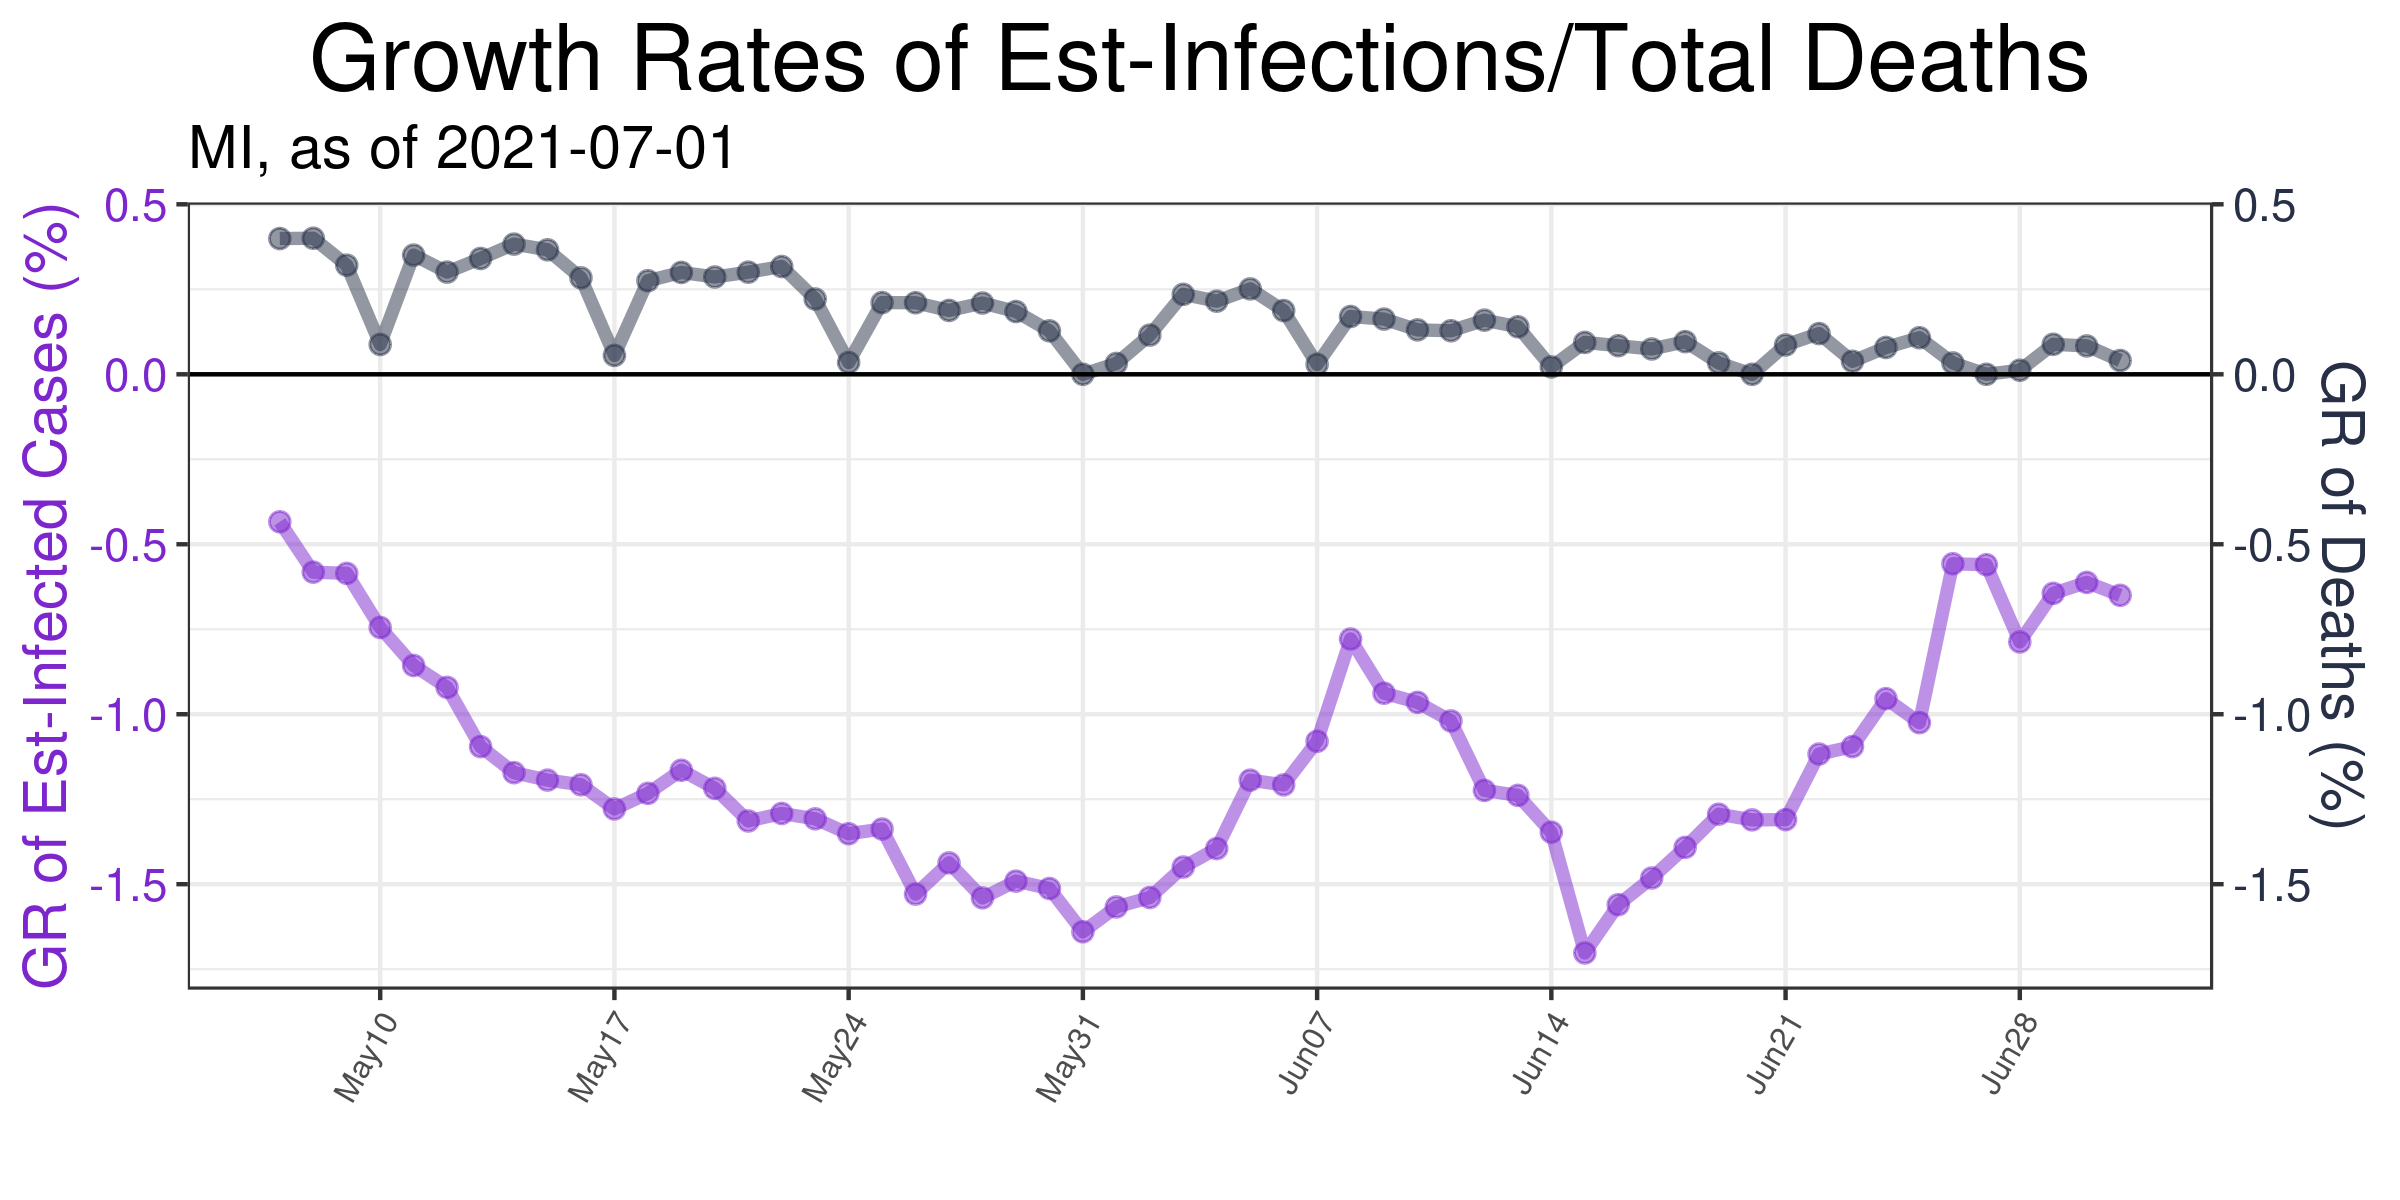 Growth Rates of Est-Infections/Total Deaths
MI, as of 2021-07-01
GR of Est-Infected Cases (%)
0.5
0.0
-0.5
-1.0
-1.5
0.5
0.0
-0.5
-1.0
-1.5
GR of Deaths (%)
May10
May17
May24
May31
Jun07
Jun14
Jun21
Jun28